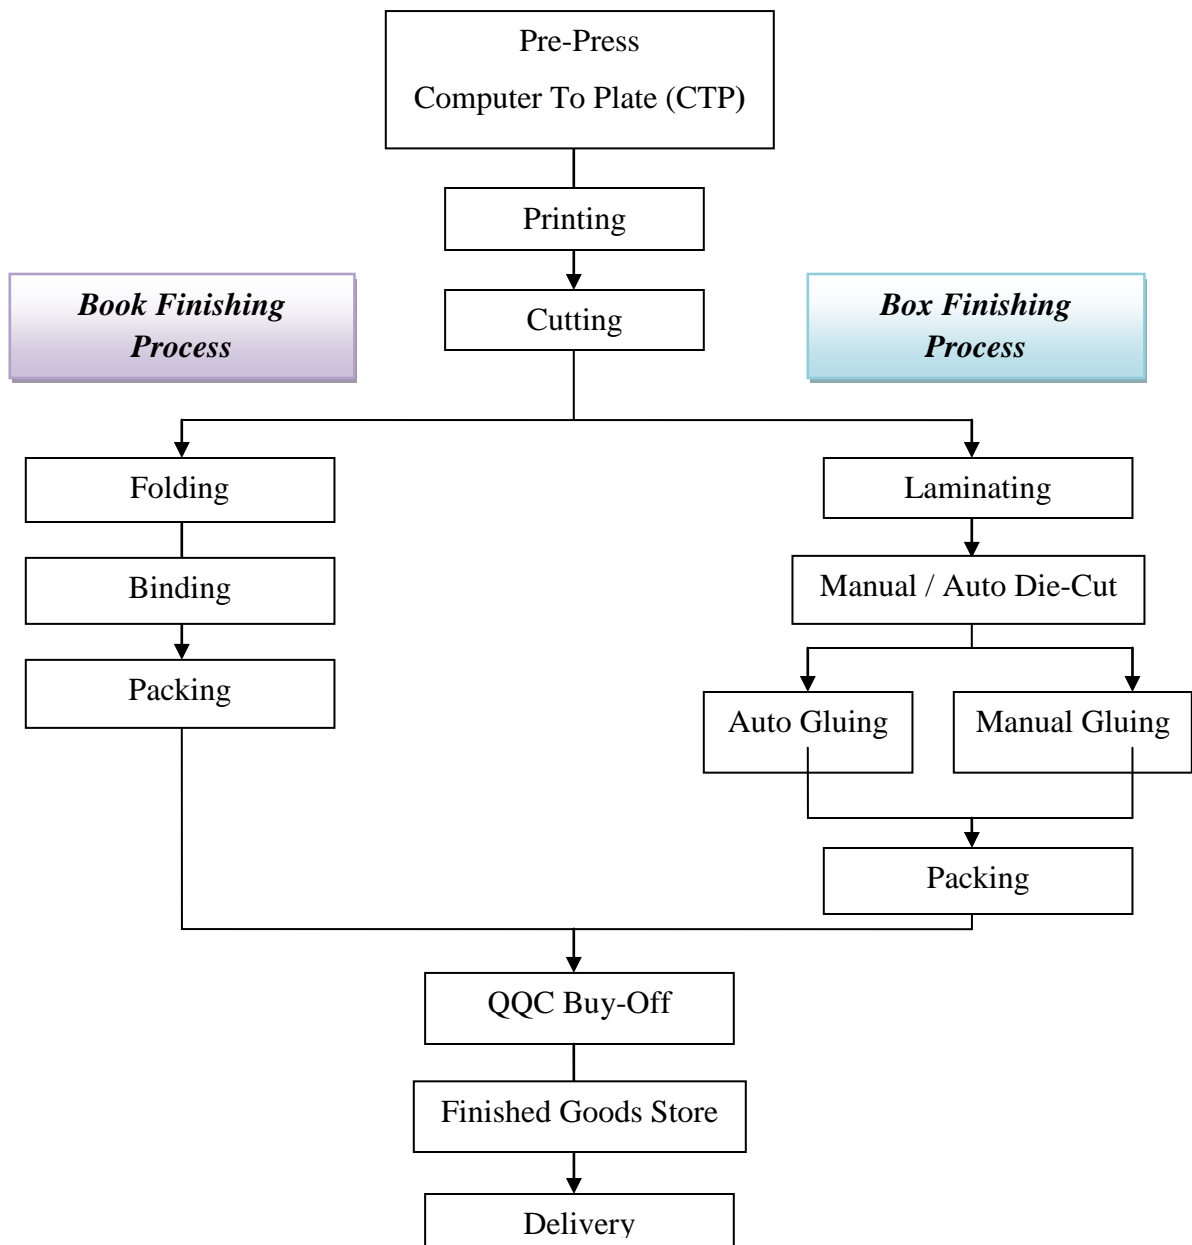 Pre-Press
Computer To Plate (CTP)
Printing
Cutting
Book Finishing
Process
Box Finishing
Process
Folding
Binding
Packing
Laminating
Manual / Auto Die-Cut
Auto Gluing
Manual Gluing
Packing
QQC Buy-Off
Finished Goods Store
Delivery